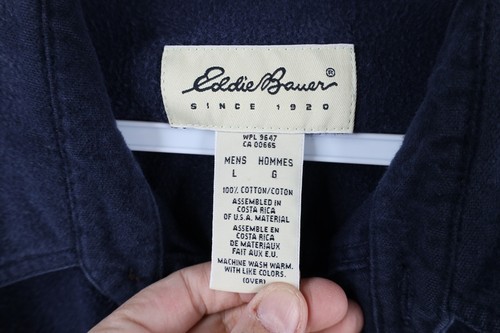 Eddie Bauer®
SINCE 1920
WPL 9647
CA 00665
MENS HOMMES
L G
100% COTTON/COTON
ASSEMBLED IN
COSTA RICA
OF U.S.A. MATERIAL
ASSEMBLE EN
COSTA RICA
DE MATERIAUX
FAIT AUX E.U.
MACHINE WASH WARM.
WITH LIKE COLORS.
(OVER)